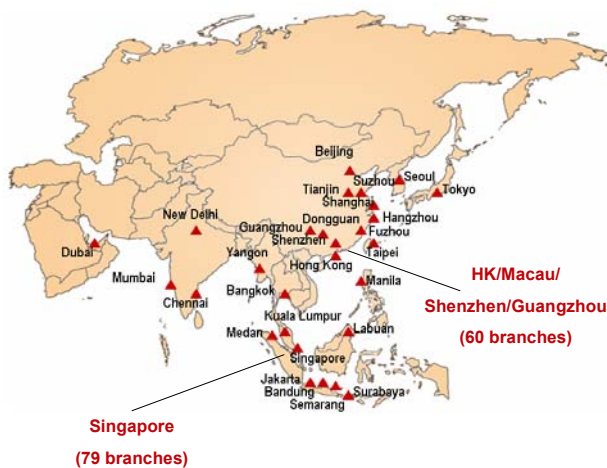 Beijing
Suzhou
Seoul
Tianjin
Tokyo
Shanghai
New Delhi
Guangzhou
Dongguan
Hangzhou
Shenzhen
Fuzhou
Dubai
Yangon
Taipei
Hong Kong
HK/Macau/
Shenzhen/Guangzhou
(60 branches)
Mumbai
Manila
Chennai
Bangkok
Kuala Lumpur
Medan
Labuan
Singapore
Jakarta
Bandung
Surabaya
Semarang
Singapore
(79 branches)